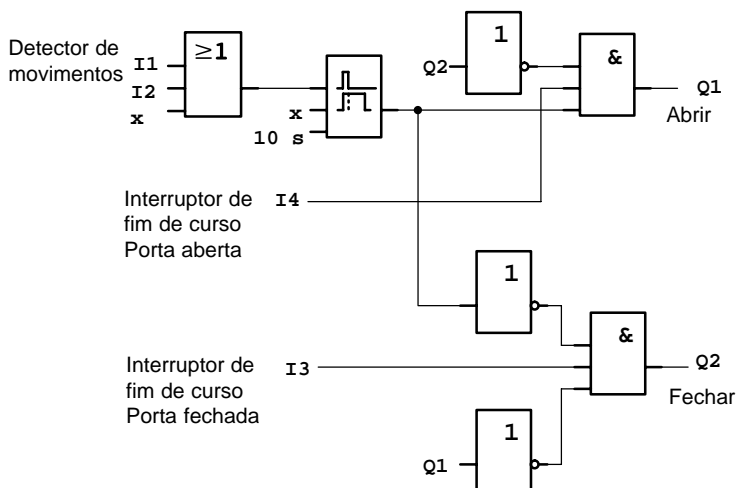 Detector de
movimentos
I1
I2
x
≥1
x
10 s
Q2
1
&
Q1
Abrir
Interruptor de
fim de curso
Porta aberta
I4
1
Interruptor de
fim de curso
Porta fechada
I3
&
Q2
Fechar
Q1
1